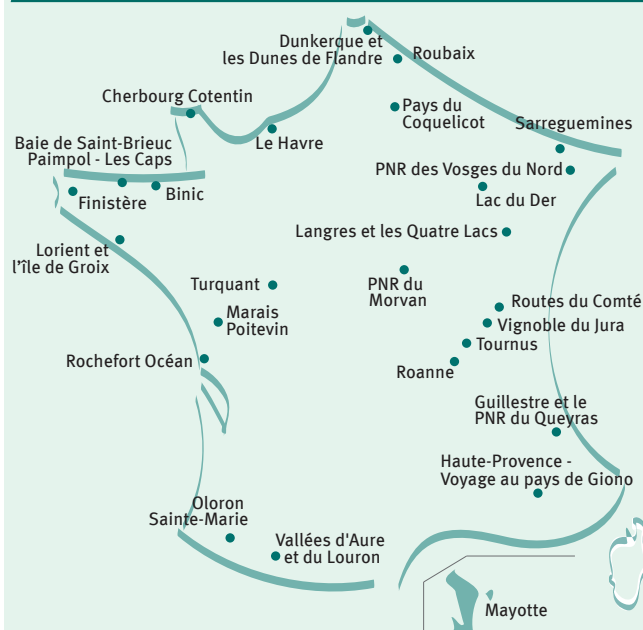 Dunkerque et
les Dunes de Flandre
Roubaix
Cherbourg Cotentin
Pays du
Coquelicot
Le Havre
Sarreguemines
Baie de Saint-Brieuc
Paimpol - Les Caps
PNR des Vosges du Nord
Binic
Finistère
Lac du Der
Langres et les Quatre Lacs
Lorient et
l'île de Groix
Turquant
PNR du
Morvan
Routes du Comté
Marais
Poitevin
Vignoble du Jura
Tournus
Rochefort Océan
Roanne
Guillestre et le
PNR du Queyras
Haute-Provence -
Voyage au pays de Giono
Oloron
Sainte-Marie
Vallées d'Aure
et du Louron
Mayotte